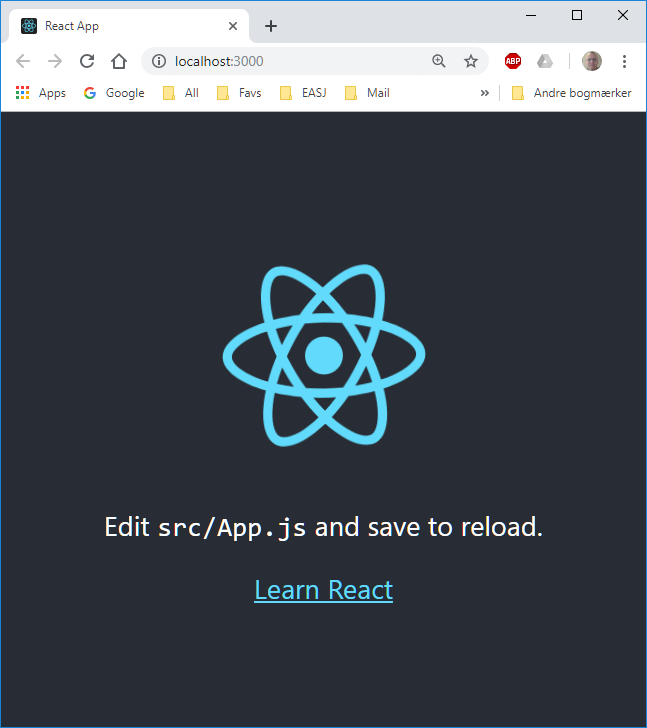 React App
localhost:3000
ABP
Apps
Google
All
Favs
EASJ
Mail
»
Andre bogmærker
Edit src/App.js and save to reload.
Learn React